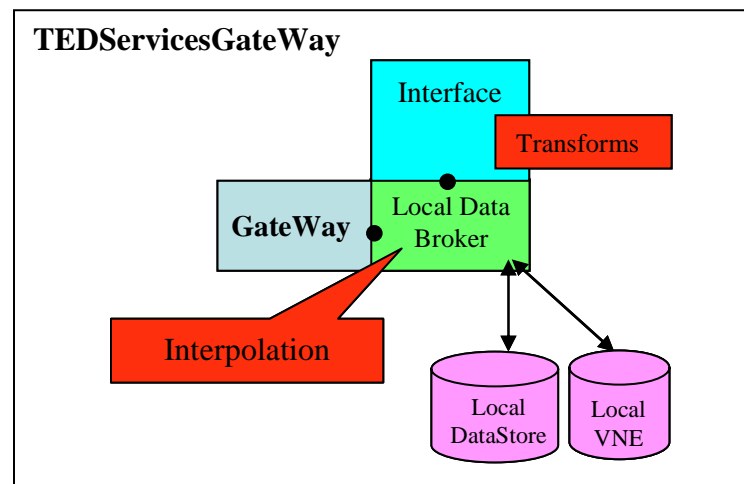 TEDServicesGateWay
Interface
Transforms
GateWay
Local Data
Broker
Interpolation
Local
DataStore
Local
VNE